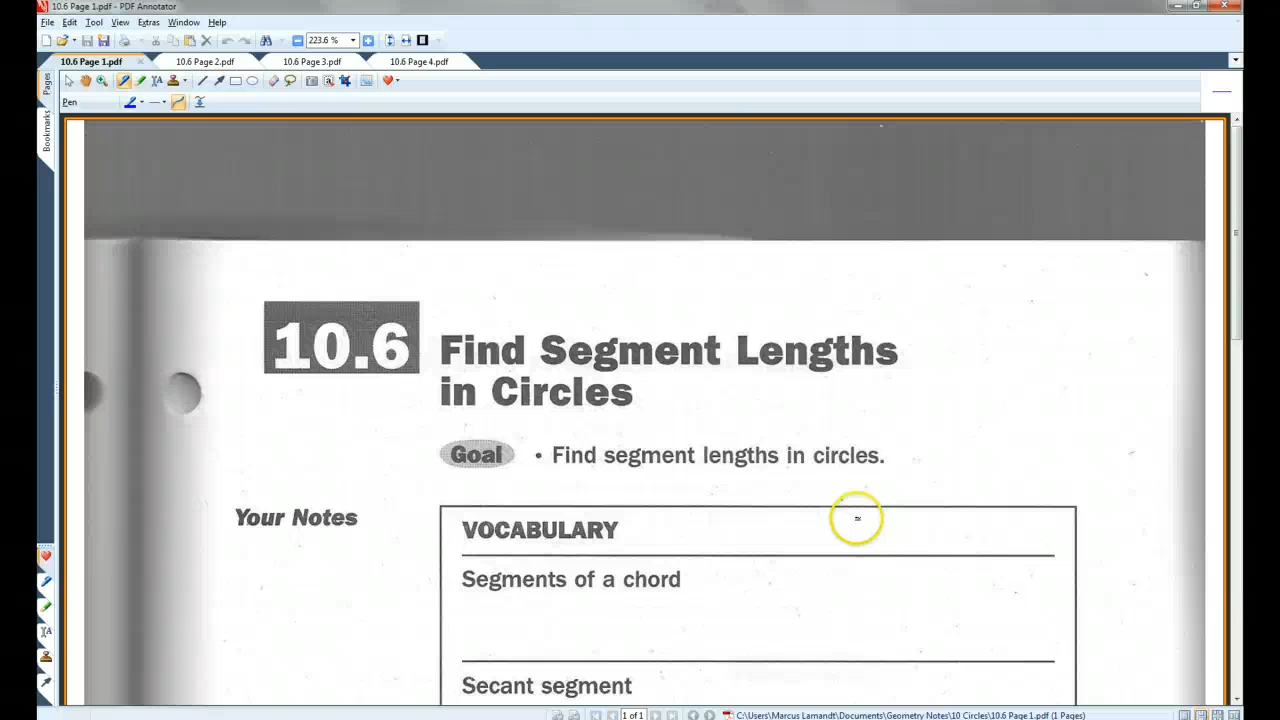 10.6 Page 1.pdf - PDF Annotator
File Edit Tool View Extras Window Help
223.6 %
10.6 Page 1.pdf 10.6 Page 2.pdf 10.6 Page 3.pdf 10.6 Page 4.pdf
Pages
Bookmarks
Pen
10.6 Find Segment Lengths
in Circles
Goal • Find segment lengths in circles.
Your Notes
VOCABULARY
Segments of a chord
Secant segment
1 of 1 C:\Users\Marcus Lamandt\Documents\Geometry Notes\10 Circles\10.6 Page 1.pdf (1 Pages)